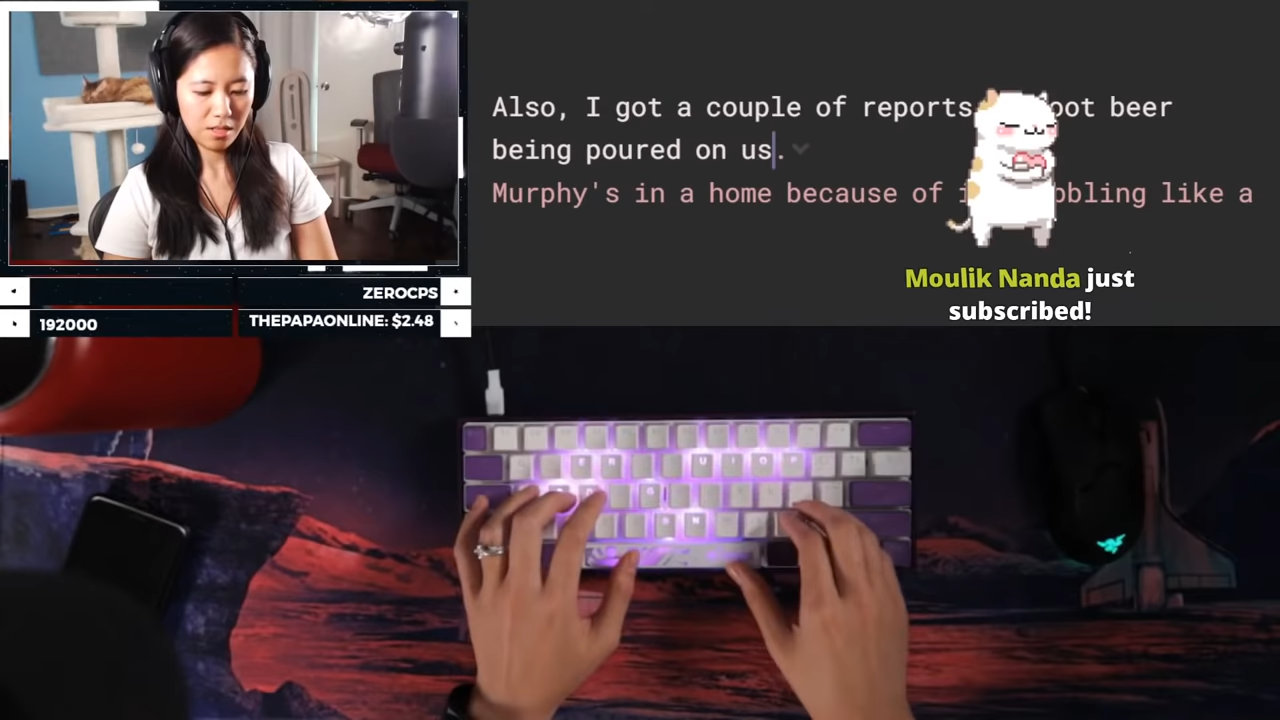 Also, I got a couple of reports oot beer
being poured on us.
Murphy's in a home because of i bbling like a
Moulik Nanda just
subscribed!
ZEROCPS
192000
THEPAPAONLINE: $2.48
E R U I O P
G
B N